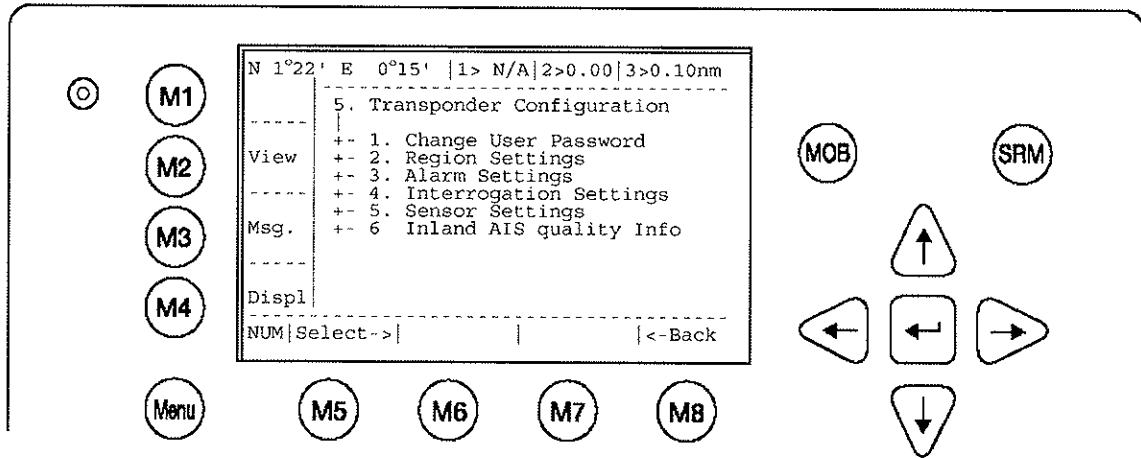 N 1°22' E 0°15' |1> N/A|2>0.00|3>0.10nm
5. Transponder Configuration
+- 1. Change User Password
+- 2. Region Settings
+- 3. Alarm Settings
+- 4. Interrogation Settings
+- 5. Sensor Settings
+- 6 Inland AIS quality Info
View
Msg.
Displ
NUM|Select->| | |<-Back
M1
M2
M3
M4
Menu
M5
M6
M7
M8
MOB
SRM